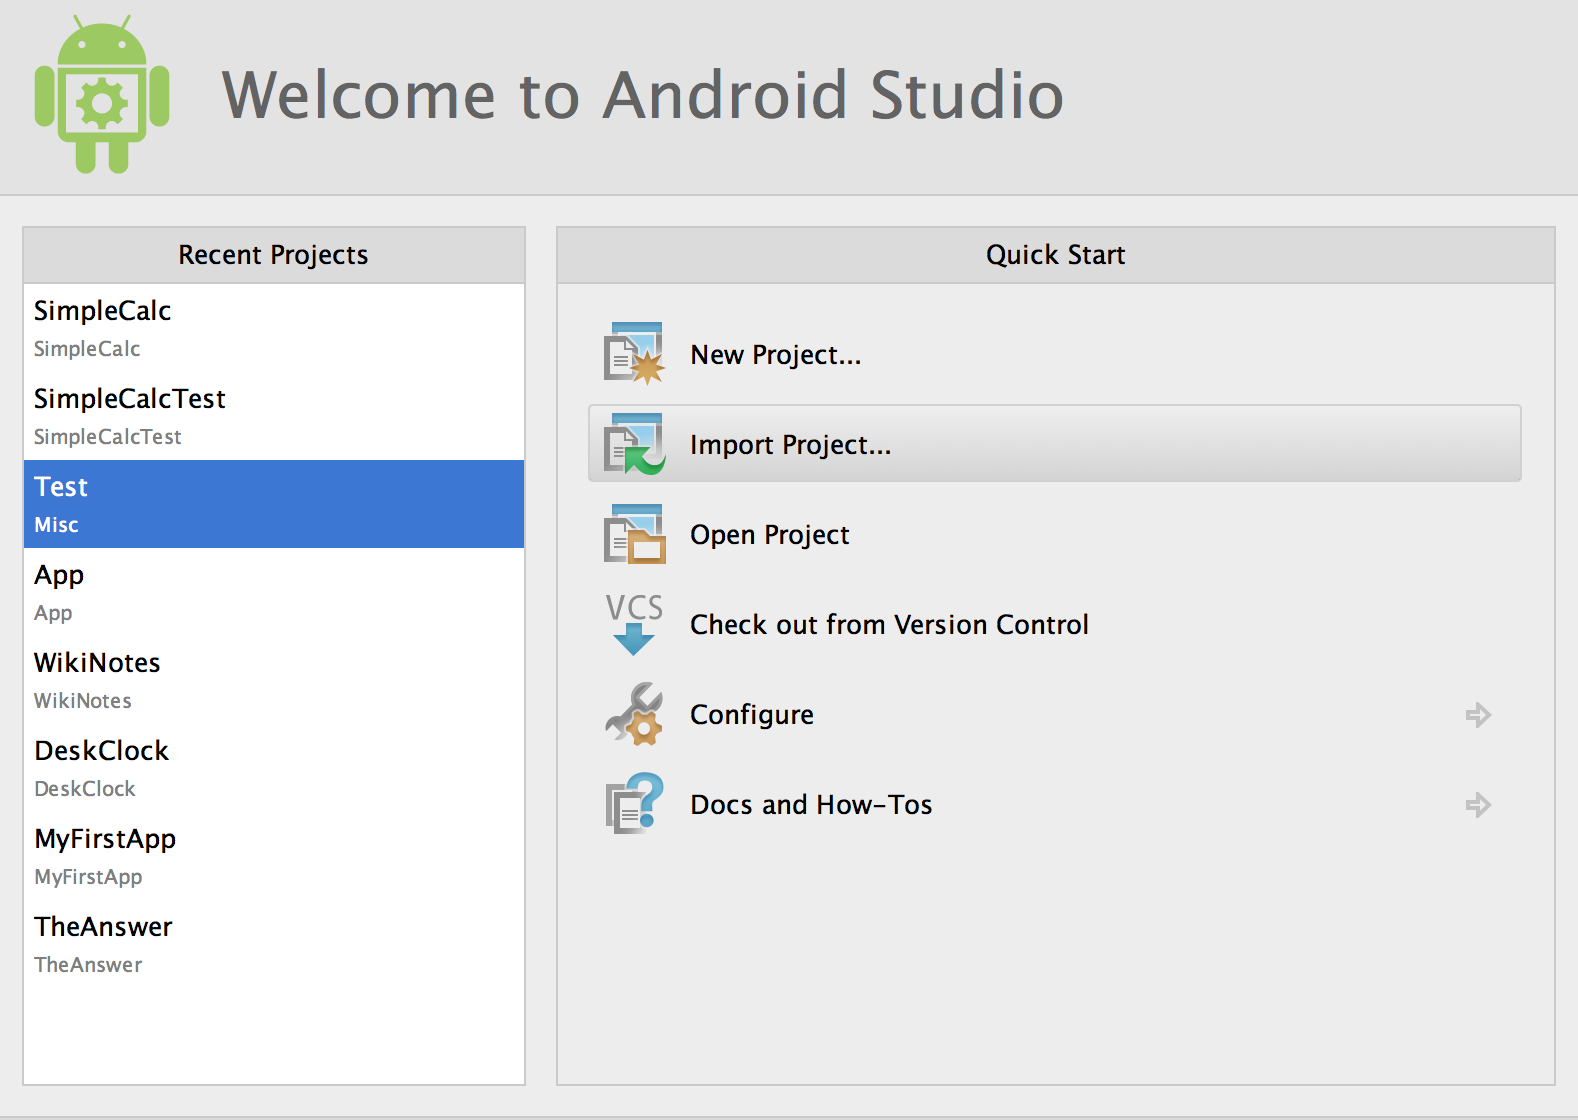 Welcome to Android Studio
Recent Projects
SimpleCalc
SimpleCalc
SimpleCalcTest
SimpleCalcTest
Test
Misc
App
App
WikiNotes
WikiNotes
DeskClock
DeskClock
MyFirstApp
MyFirstApp
TheAnswer
TheAnswer
Quick Start
New Project...
Import Project...
Open Project
VCS
Check out from Version Control
Configure
Docs and How-Tos